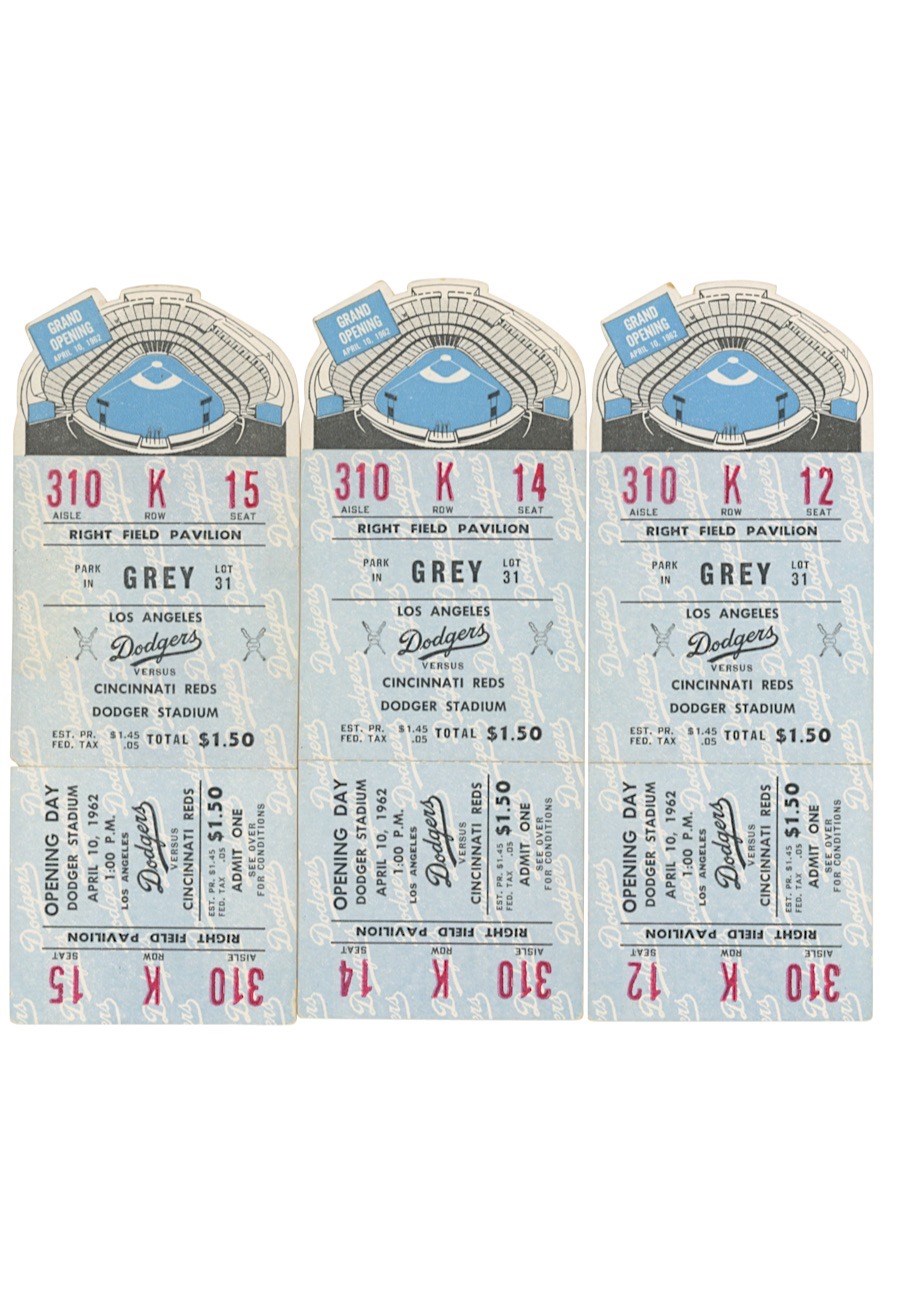 GRAND
OPENING
APRIL 10, 1962
310 K 15
AISLE ROW SEAT
RIGHT FIELD PAVILION
PARK IN GREY LOT 31
LOS ANGELES
Dodgers
VERSUS
CINCINNATI REDS
DODGER STADIUM
EST. PR. $1.45
FED. TAX .05 TOTAL $1.50
OPENING DAY
DODGER STADIUM
APRIL 10, 1962
1:00 P.M.
LOS ANGELES
Dodgers
VERSUS
CINCINNATI REDS
EST. PR. $1.45
FED. TAX .05 $1.50
ADMIT ONE
SEE OVER
FOR CONDITIONS
RIGHT FIELD PAVILION
AISLE ROW SEAT
310 K 15
GRAND
OPENING
APRIL 10, 1962
310 K 14
AISLE ROW SEAT
RIGHT FIELD PAVILION
PARK IN GREY LOT 31
LOS ANGELES
Dodgers
VERSUS
CINCINNATI REDS
DODGER STADIUM
EST. PR. $1.45
FED. TAX .05 TOTAL $1.50
OPENING DAY
DODGER STADIUM
APRIL 10, 1962
1:00 P.M.
LOS ANGELES
Dodgers
VERSUS
CINCINNATI REDS
EST. PR. $1.45
FED. TAX .05 $1.50
ADMIT ONE
SEE OVER
FOR CONDITIONS
RIGHT FIELD PAVILION
AISLE ROW SEAT
310 K 14
GRAND
OPENING
APRIL 10, 1962
310 K 12
AISLE ROW SEAT
RIGHT FIELD PAVILION
PARK IN GREY LOT 31
LOS ANGELES
Dodgers
VERSUS
CINCINNATI REDS
DODGER STADIUM
EST. PR. $1.45
FED. TAX .05 TOTAL $1.50
OPENING DAY
DODGER STADIUM
APRIL 10, 1962
1:00 P.M.
LOS ANGELES
Dodgers
VERSUS
CINCINNATI REDS
EST. PR. $1.45
FED. TAX .05 $1.50
ADMIT ONE
SEE OVER
FOR CONDITIONS
RIGHT FIELD PAVILION
AISLE ROW SEAT
310 K 12